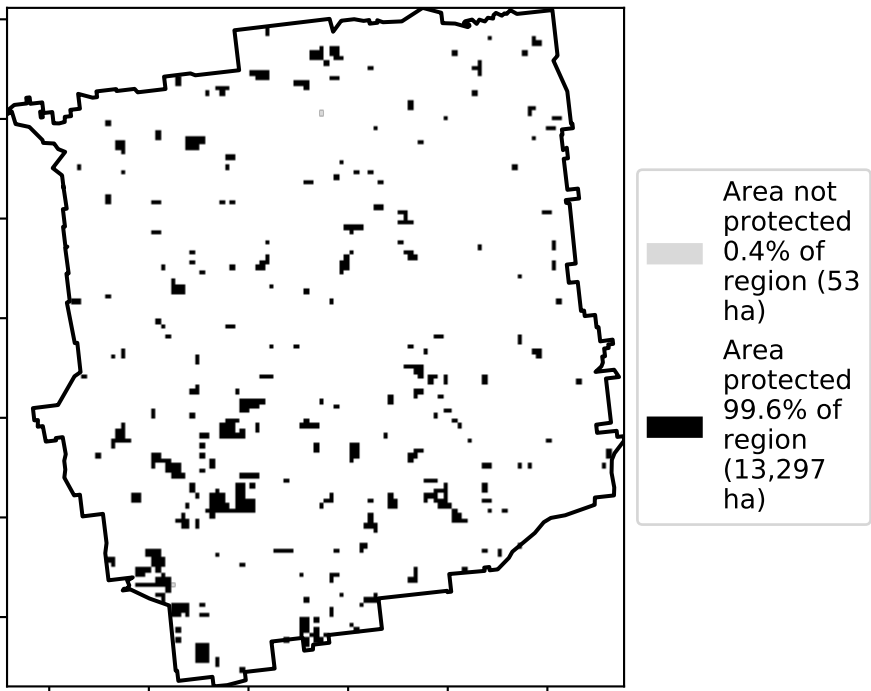 Area not
protected
0.4% of
region (53
ha)
Area
protected
99.6% of
region
(13,297
ha)